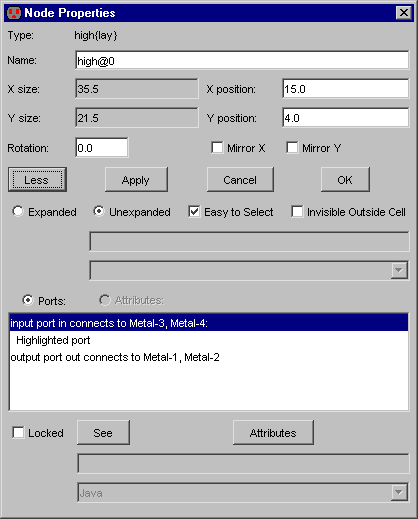 Node Properties
Type: high{lay}
Name: high@0
X size: 35.5 X position: 15.0
Y size: 21.5 Y position: 4.0
Rotation: 0.0 Mirror X Mirror Y
Less Apply Cancel OK
Expanded Unexpanded Easy to Select Invisible Outside Cell
Ports: Attributes:
input port in connects to Metal-3, Metal-4:
Highlighted port
output port out connects to Metal-1, Metal-2
Locked See Attributes
Java